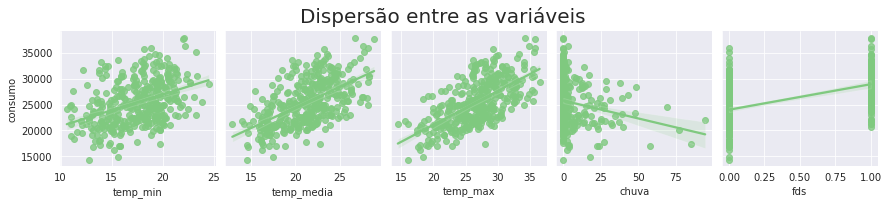 Dispersão entre as variáveis
consumo
35000
30000
25000
20000
15000
10 15 20 25
15 20 25
15 20 25 30 35
0 25 50 75
0.00 0.25 0.50 0.75 1.00
temp_min temp_media temp_max chuva fds